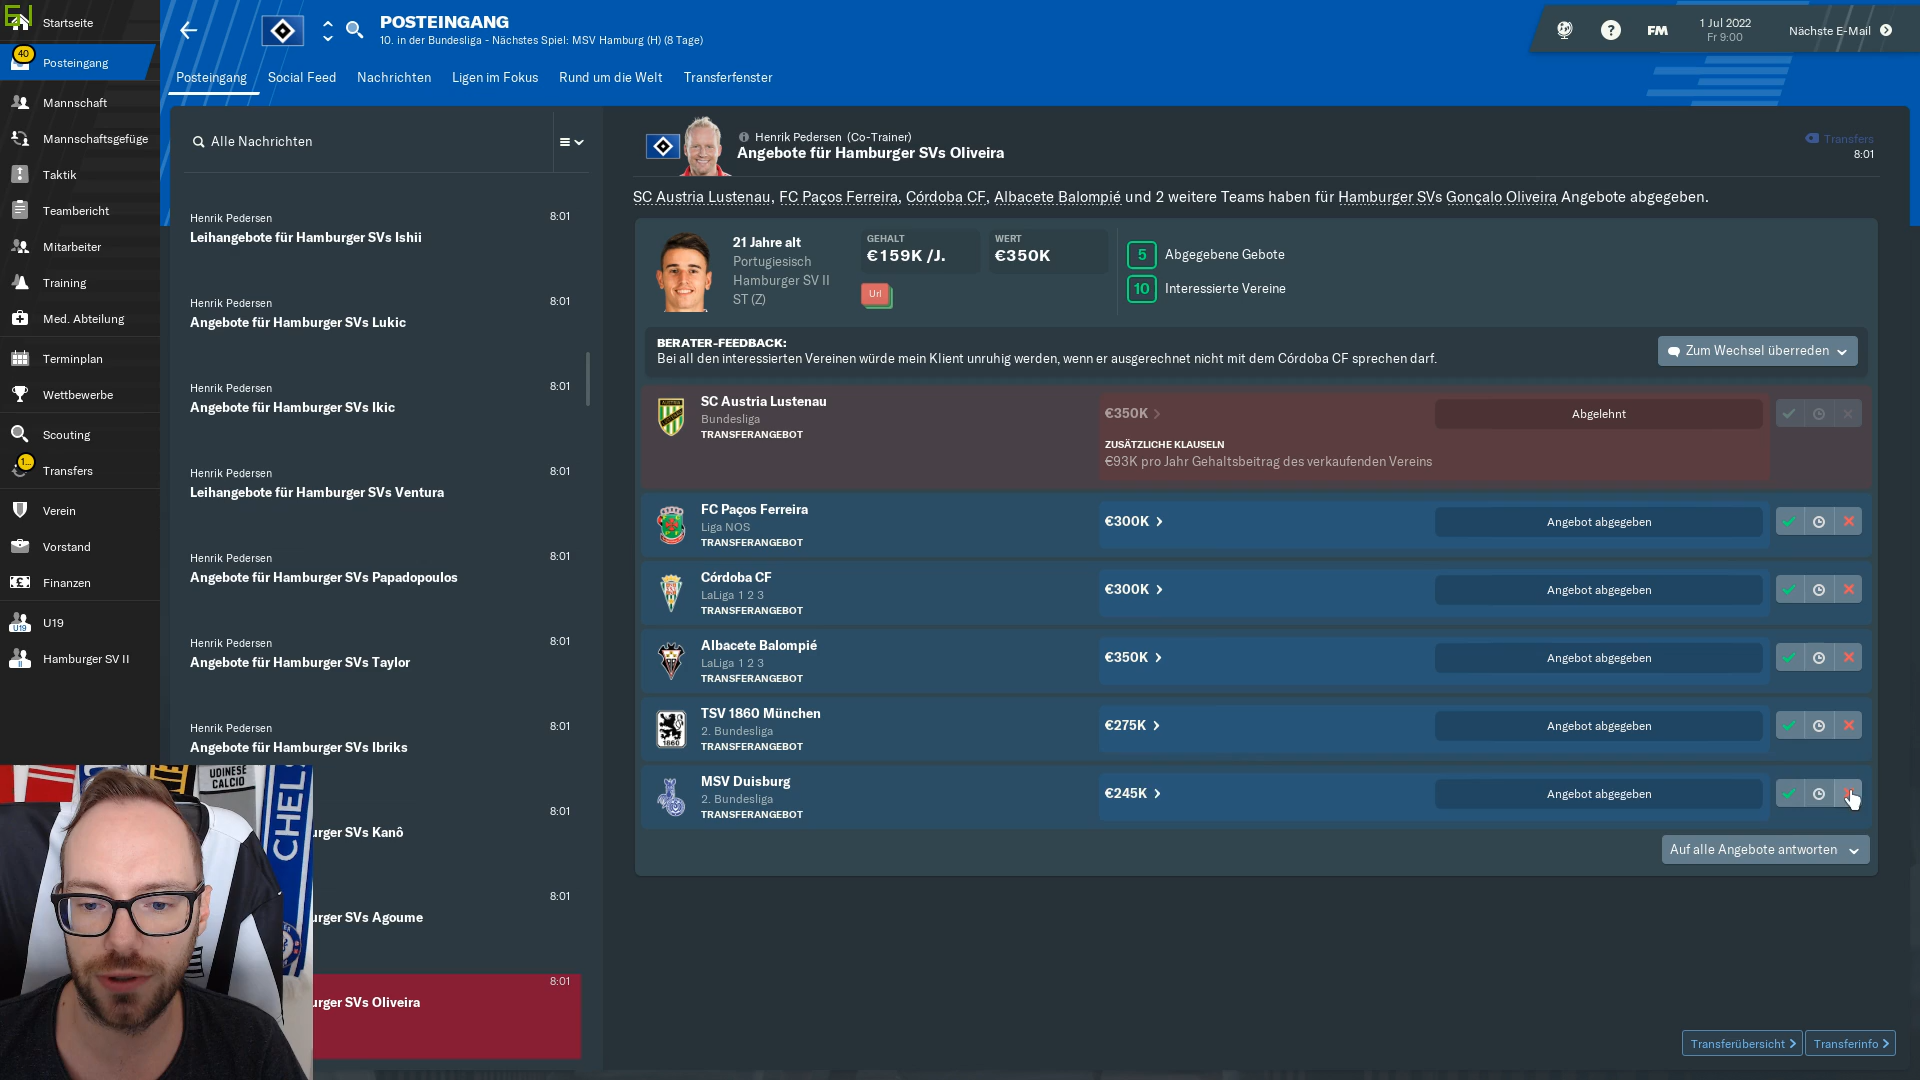 Startseite
40
Posteingang
Mannschaft
Mannschaftsgefüge
Taktik
Teambericht
Mitarbeiter
Training
Med. Abteilung
Terminplan
Wettbewerbe
Scouting
1...
Transfers
Verein
Vorstand
Finanzen
U19
U19
II
Hamburger SV II
POSTEINGANG
10. in der Bundesliga - Nächstes Spiel: MSV Hamburg (H) (8 Tage)
?
FM
1 Jul 2022
Fr 9:00
Nächste E-Mail
Posteingang
Social Feed
Nachrichten
Ligen im Fokus
Rund um die Welt
Transferfenster
Alle Nachrichten
Henrik Pedersen
8:01
Leihangebote für Hamburger SVs Ishii
Henrik Pedersen
8:01
Angebote für Hamburger SVs Lukic
Henrik Pedersen
8:01
Angebote für Hamburger SVs Ikic
Henrik Pedersen
8:01
Leihangebote für Hamburger SVs Ventura
Henrik Pedersen
8:01
Angebote für Hamburger SVs Papadopoulos
Henrik Pedersen
8:01
Angebote für Hamburger SVs Taylor
Henrik Pedersen
8:01
Angebote für Hamburger SVs Ibriks
8:01
urger SVs Kanô
8:01
urger SVs Agoume
8:01
urger SVs Oliveira
UDINESE
CALCIO
CHEL
Henrik Pedersen (Co-Trainer)
Angebote für Hamburger SVs Oliveira
Transfers
8:01
SC Austria Lustenau, FC Paços Ferreira, Córdoba CF, Albacete Balompié und 2 weitere Teams haben für Hamburger SVs Gonçalo Oliveira Angebote abgegeben.
21 Jahre alt
Portugiesisch
Hamburger SV II
ST (Z)
GEHALT
€159K /J.
WERT
€350K
Url
5 Abgegebene Gebote
10 Interessierte Vereine
BERATER-FEEDBACK:
Bei all den interessierten Vereinen würde mein Klient unruhig werden, wenn er ausgerechnet nicht mit dem Córdoba CF sprechen darf.
Zum Wechsel überreden
SC Austria Lustenau
Bundesliga
TRANSFERANGEBOT
€350K
Abgelehnt
ZUSÄTZLICHE KLAUSELN
€93K pro Jahr Gehaltsbeitrag des verkaufenden Vereins
FC Paços Ferreira
Liga NOS
TRANSFERANGEBOT
€300K
Angebot abgegeben
Córdoba CF
LaLiga 1 2 3
TRANSFERANGEBOT
€300K
Angebot abgegeben
Albacete Balompié
LaLiga 1 2 3
TRANSFERANGEBOT
€350K
Angebot abgegeben
1860
TSV 1860 München
2. Bundesliga
TRANSFERANGEBOT
€275K
Angebot abgegeben
MSV Duisburg
2. Bundesliga
TRANSFERANGEBOT
€245K
Angebot abgegeben
Auf alle Angebote antworten
Transferübersicht
Transferinfo